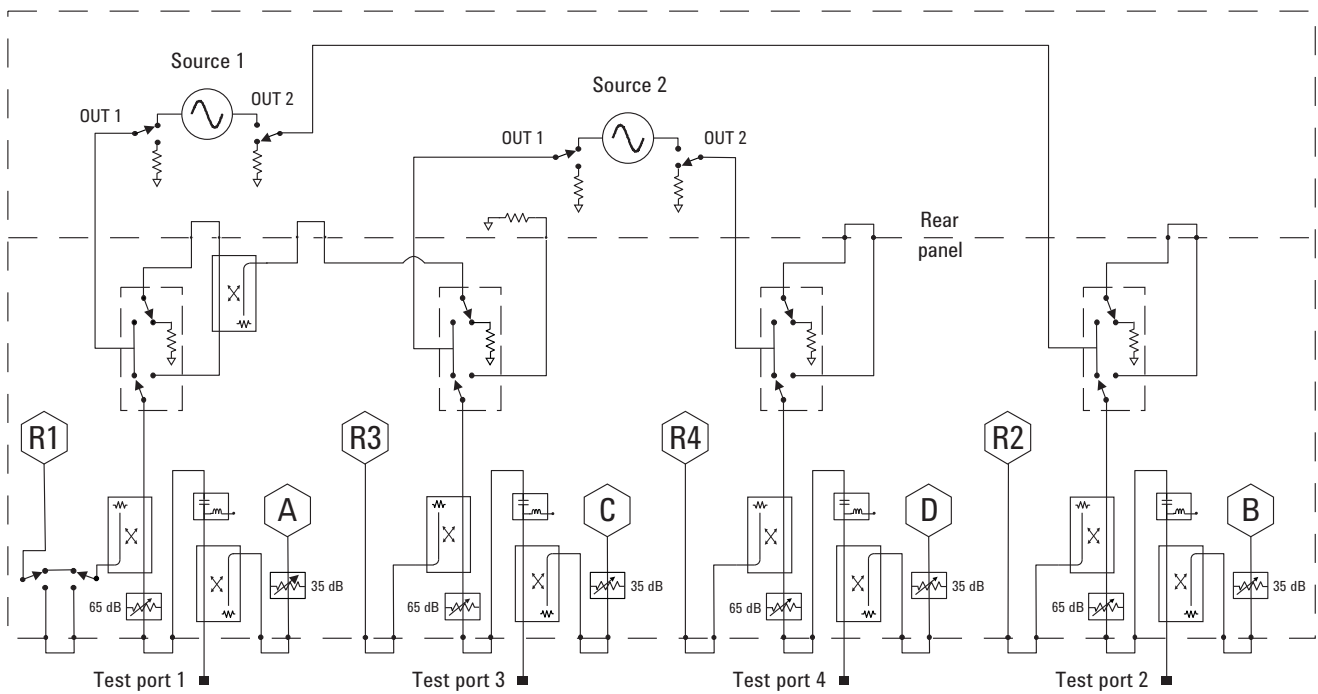 Source 1
OUT 1
OUT 2
Source 2
OUT 1
OUT 2
Rear
panel
R1
R3
R4
R2
A
C
D
B
35 dB
35 dB
35 dB
35 dB
65 dB
65 dB
65 dB
65 dB
Test port 1
Test port 3
Test port 4
Test port 2